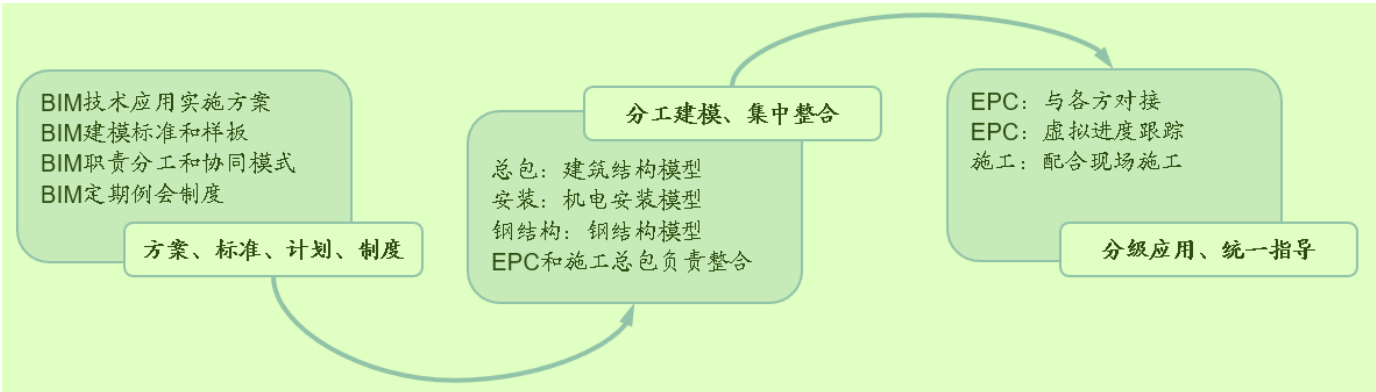 BIM技术应用实施方案
BIM建模标准和样板
BIM职责分工和协同模式
BIM定期例会制度
方案、标准、计划、制度
分工建模、集中整合
总包：建筑结构模型
安装：机电安装模型
钢结构：钢结构模型
EPC和施工总包负责整合
EPC：与各方对接
EPC：虚拟进度跟踪
施工：配合现场施工
分级应用、统一指导